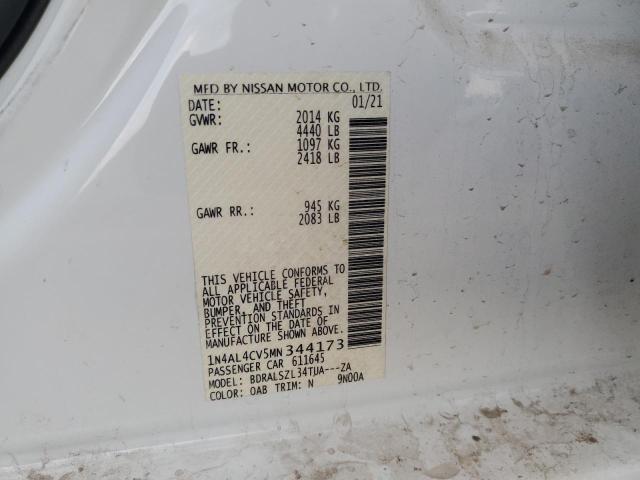 MFD BY NISSAN MOTOR CO., LTD.
DATE: 01/21
GVWR: 2014 KG
4440 LB
GAWR FR.: 1097 KG
2418 LB
GAWR RR.: 945 KG
2083 LB
THIS VEHICLE CONFORMS TO
ALL APPLICABLE FEDERAL
MOTOR VEHICLE SAFETY,
BUMPER, AND THEFT
PREVENTION STANDARDS IN
EFFECT ON THE DATE OF
MANUFACTURE SHOWN ABOVE.
1N4AL4CV5MN344173
PASSENGER CAR 611645
MODEL: BDRALSZL34TUA---ZA
COLOR: QAB TRIM: N 9N00A